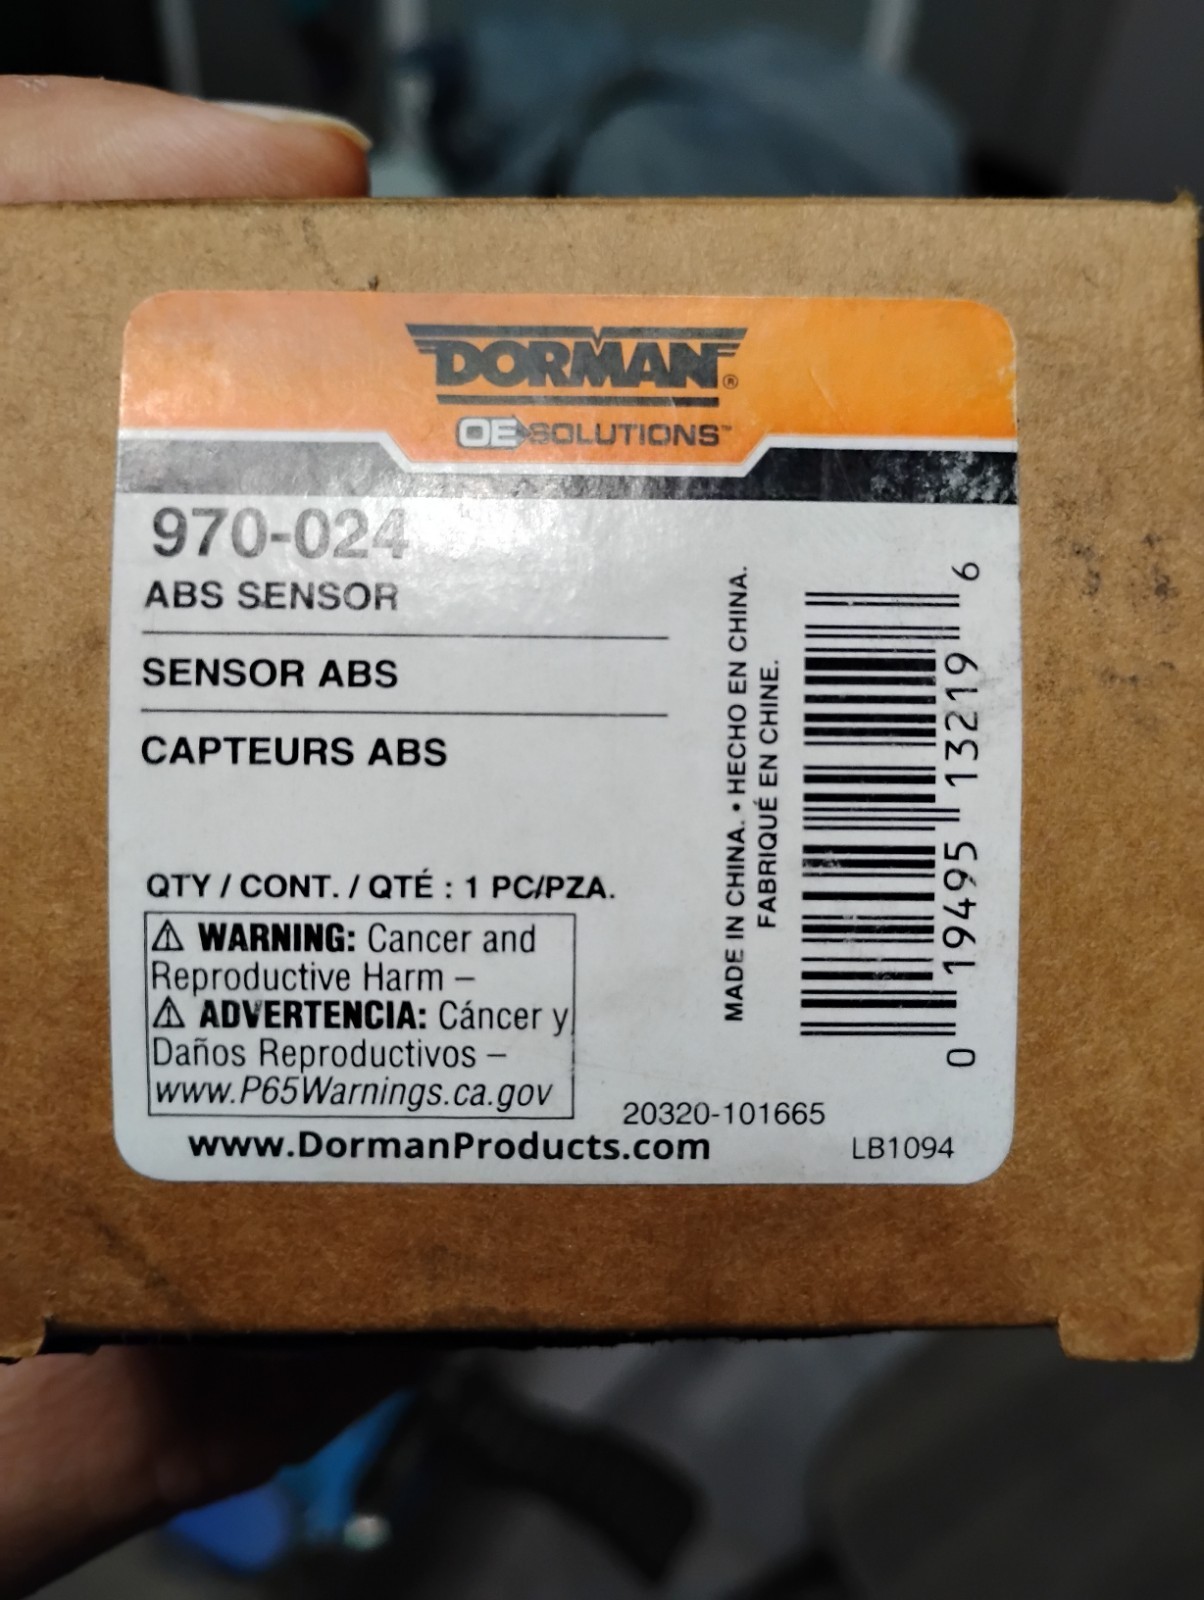 DORMAN®
OE SOLUTIONS™
970-024
ABS SENSOR
SENSOR ABS
CAPTEURS ABS
QTY / CONT. / QTÉ : 1 PC/PZA.
⚠ WARNING: Cancer and
Reproductive Harm –
⚠ ADVERTENCIA: Cáncer y
Daños Reproductivos –
www.P65Warnings.ca.gov
20320-101665
www.DormanProducts.com
LB1094
MADE IN CHINA. • HECHO EN CHINA.
FABRIQUÉ EN CHINE.
0 19495 13219 6